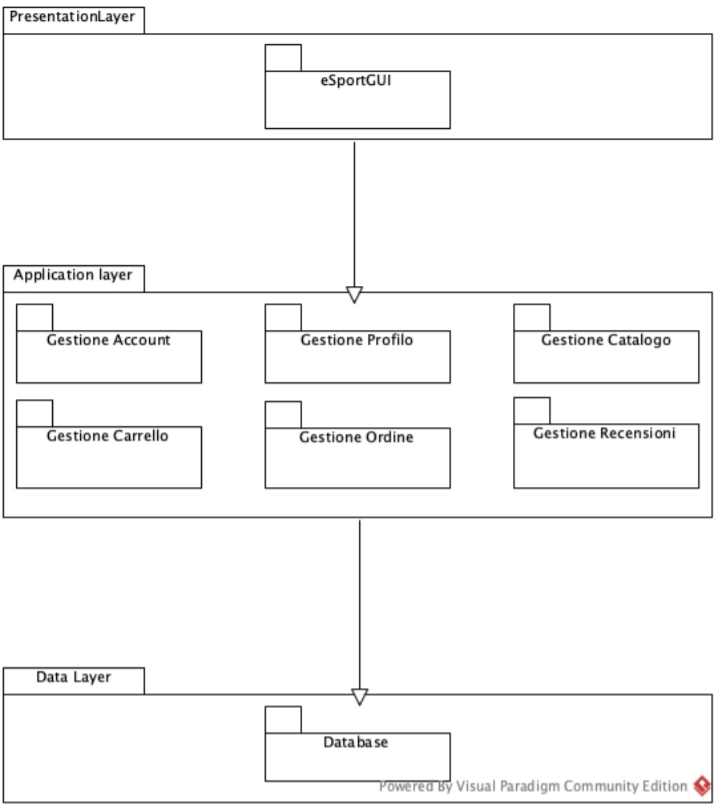 PresentationLayer
eSportGUI
Application layer
Gestione Account
Gestione Profilo
Gestione Catalogo
Gestione Carrello
Gestione Ordine
Gestione Recensioni
Data Layer
Database
Powered By Visual Paradigm Community Edition